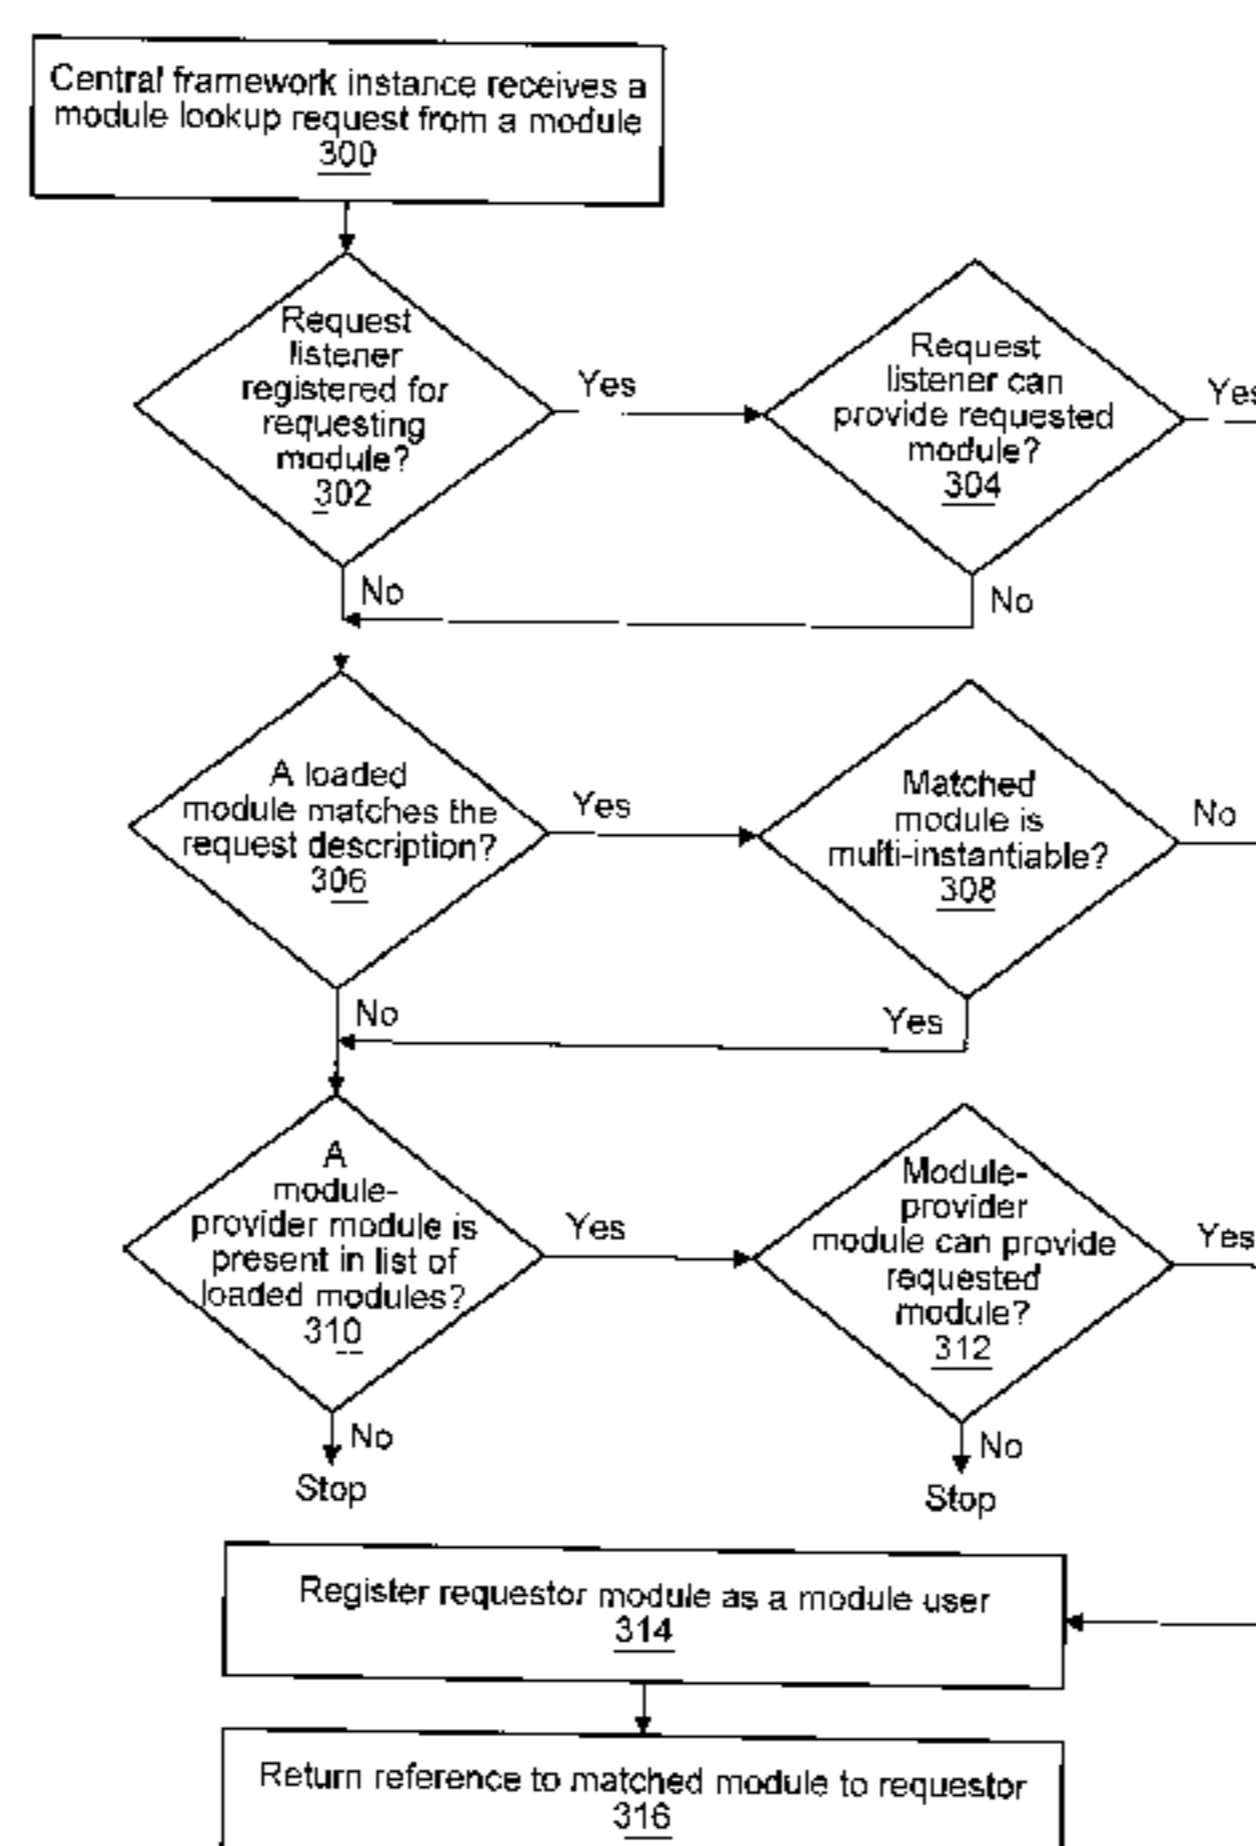 Central framework instance receives a
module lookup request from a module
300
Request
listener
registered for
requesting
module?
302
Yes
Request
listener can
provide requested
module?
304
Yes
No
No
A loaded
module matches the
request description?
306
Yes
Matched
module is
multi-instantiable?
308
No
No
Yes
A
module-
provider module is
present in list of
loaded modules?
310
Yes
Module-
provider
module can provide
requested
module?
312
Yes
No
Stop
No
Stop
Register requestor module as a module user
314
Return reference to matched module to requestor
316